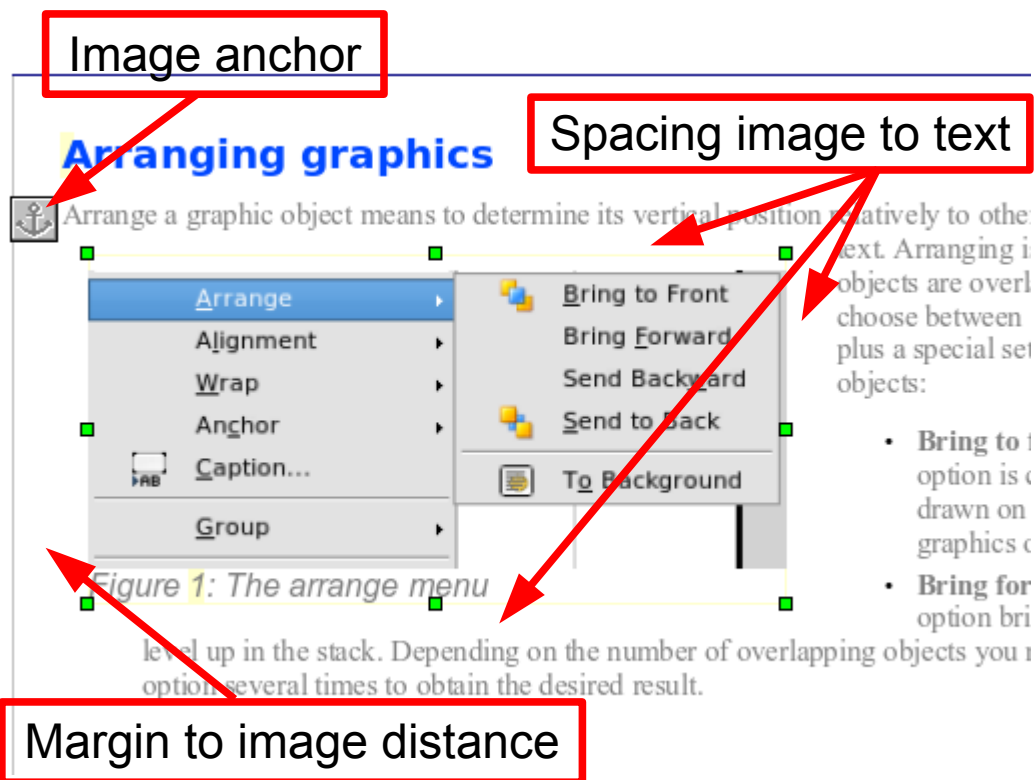 Image anchor
Spacing image to text
Arranging graphics
Arrange a graphic object means to determine its vertical position relatively to othe
text. Arranging i
objects are overl
choose between
plus a special set
objects:
Arrange
Alignment
Wrap
Anchor
Caption...
Group
Bring to Front
Bring Forward
Send Backward
Send to Back
To Background
• Bring to f
option is
drawn on
graphics
• Bring for
option bri
Figure 1: The arrange menu
level up in the stack. Depending on the number of overlapping objects you
option several times to obtain the desired result.
Margin to image distance